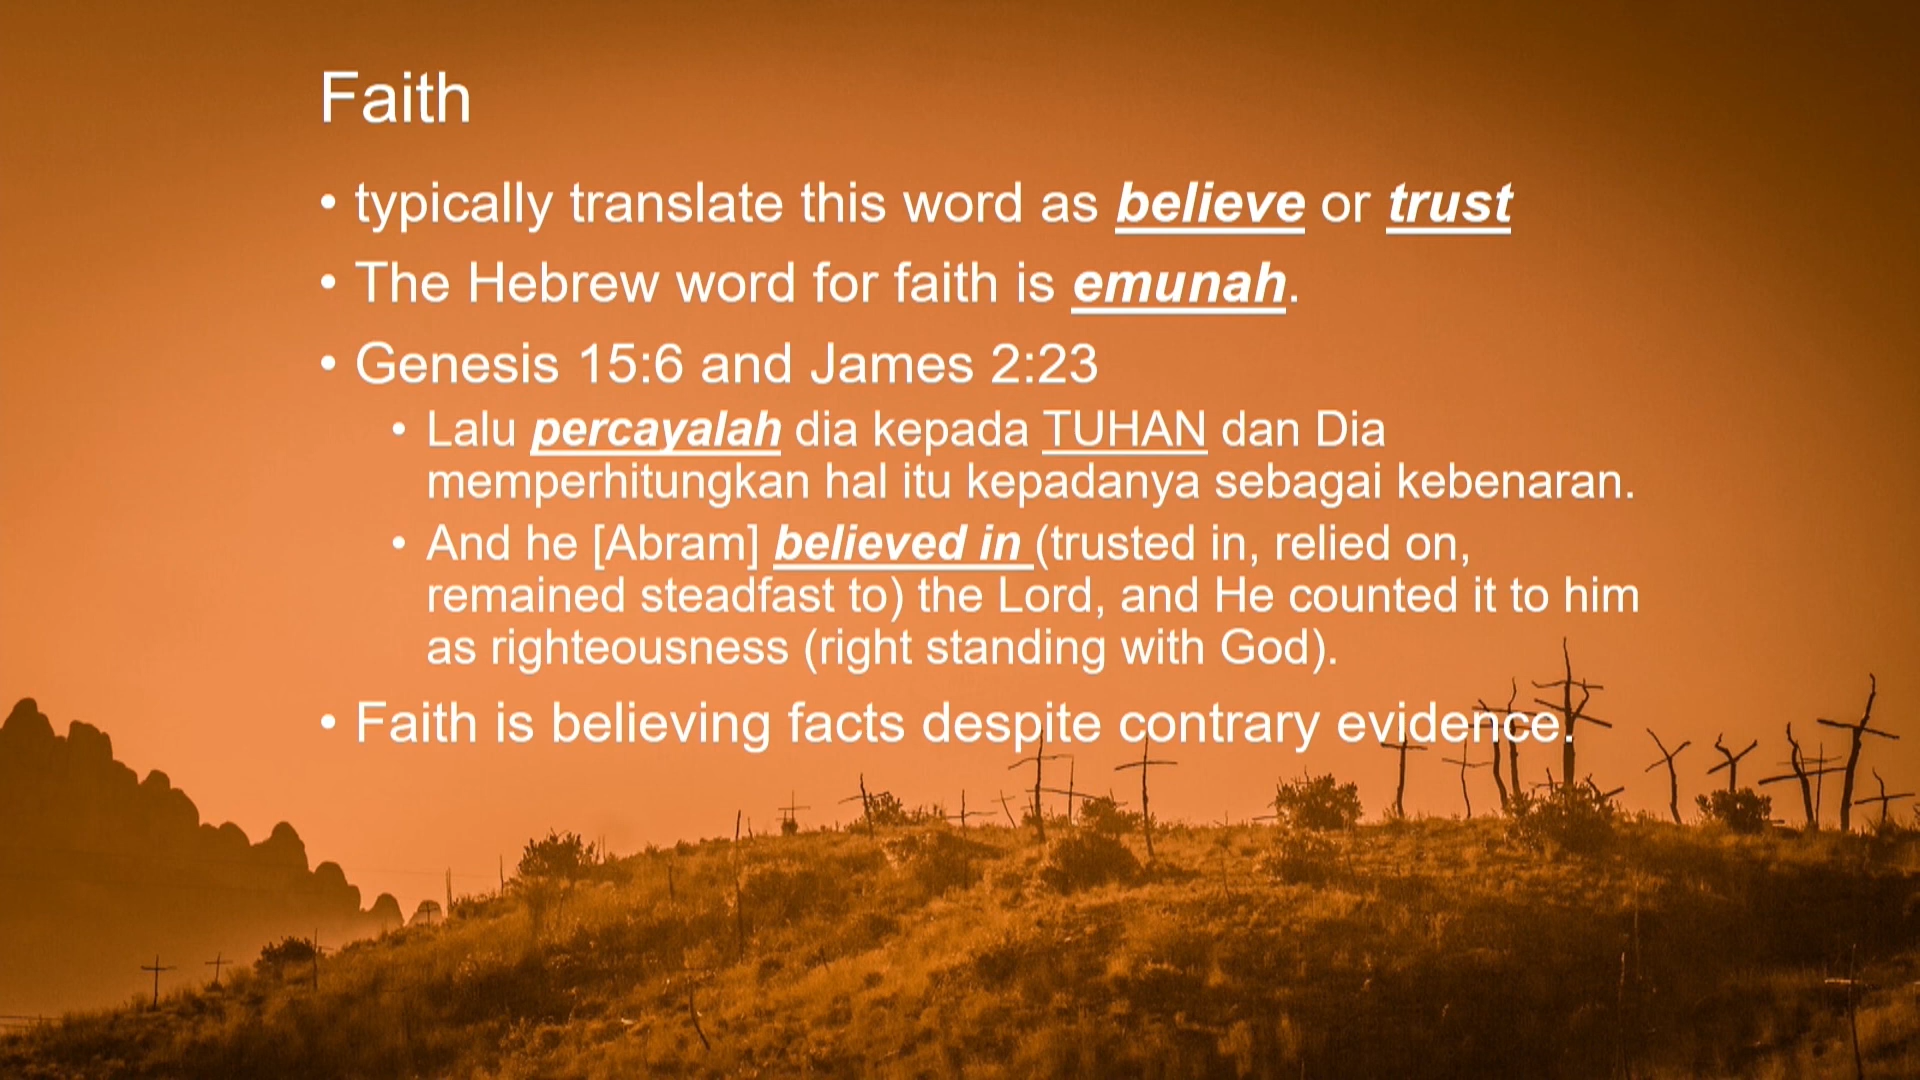 Faith
• typically translate this word as believe or trust
• The Hebrew word for faith is emunah.
• Genesis 15:6 and James 2:23
• Lalu percayalah dia kepada TUHAN dan Dia
memperhitungkan hal itu kepadanya sebagai kebenaran.
• And he [Abram] believed in (trusted in, relied on,
remained steadfast to) the Lord, and He counted it to him
as righteousness (right standing with God).
• Faith is believing facts despite contrary evidence.